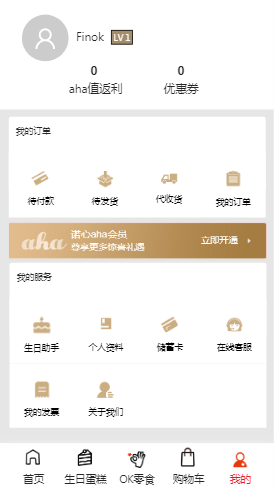 Finok LV1
0 0
aha值返利 优惠券
我的订单
待付款 待发货 代收货 我的订单
aha 诺心aha会员 立即开通
尊享更多惊喜礼遇
我的服务
生日助手 个人资料 储蓄卡 在线客服
我的发票 关于我们
首页 生日蛋糕 OK零食 购物车 我的